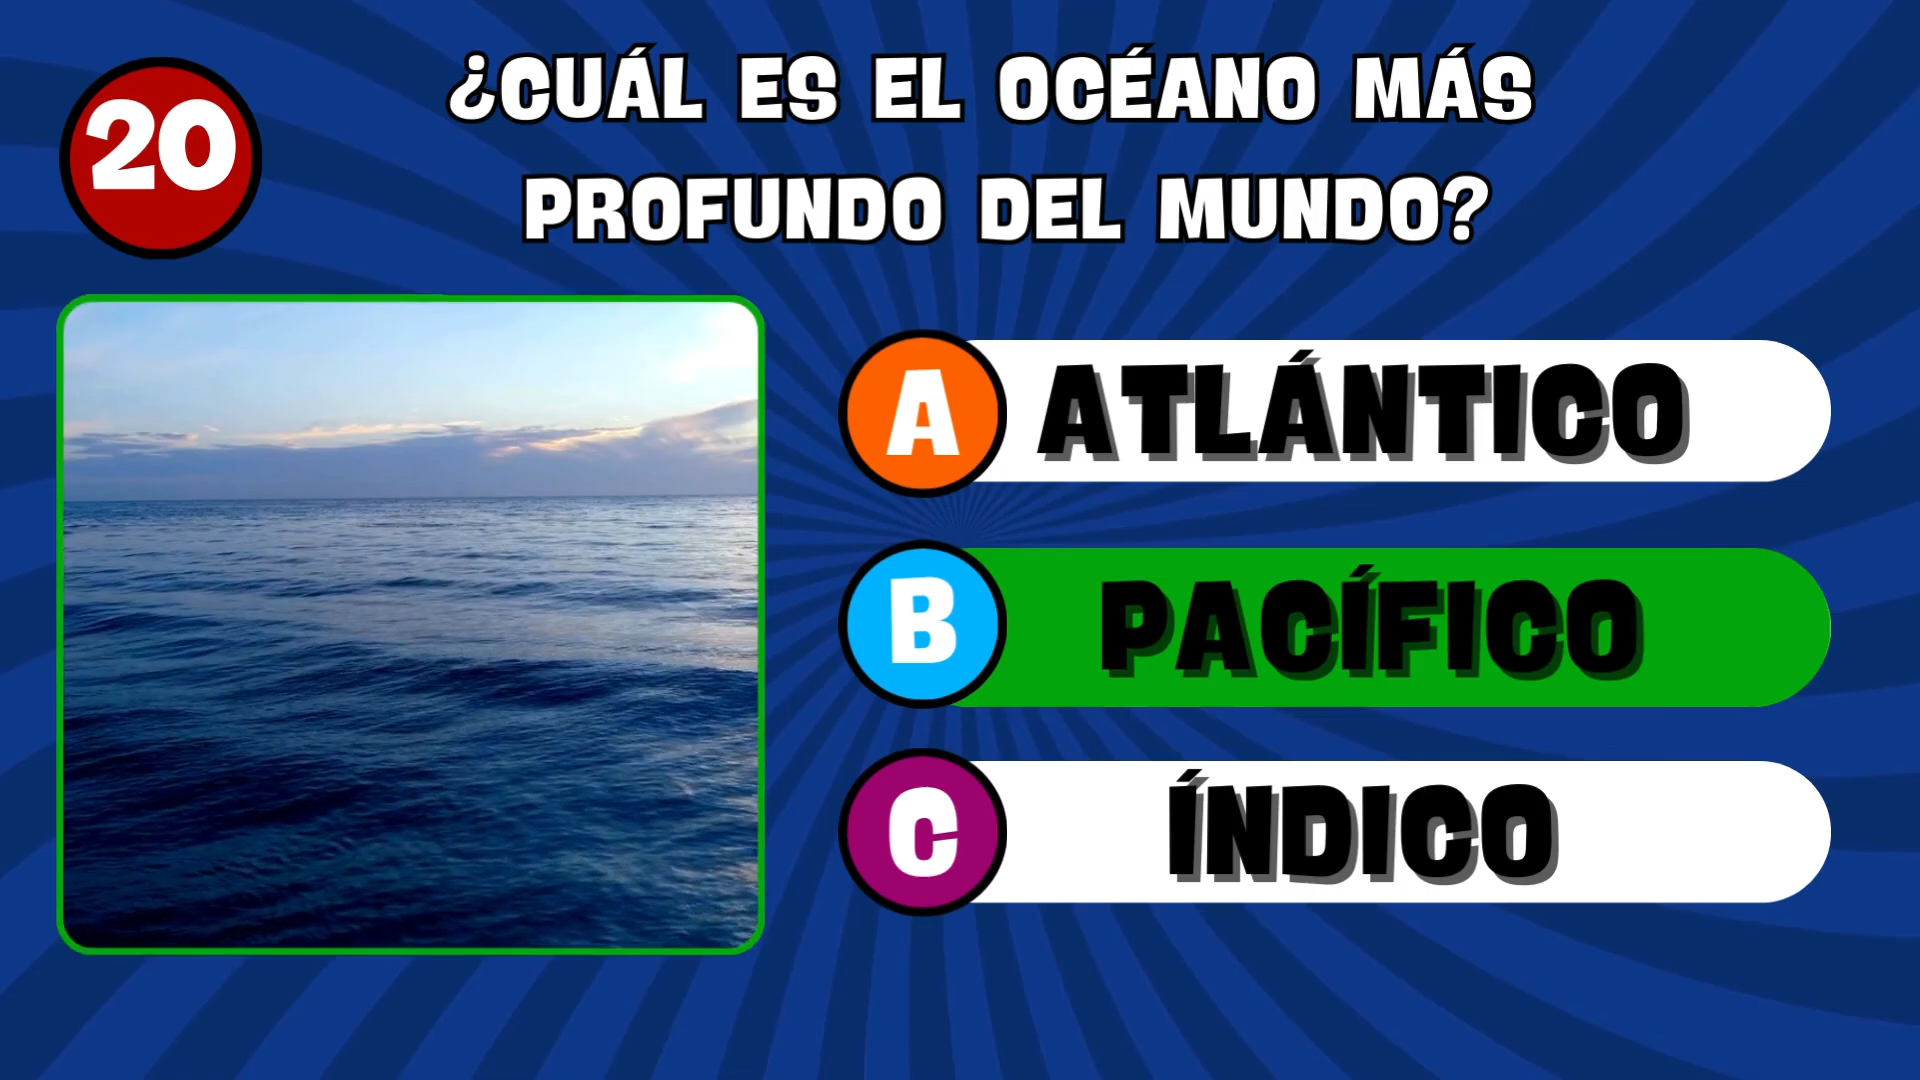 20
¿CUÁL ES EL OCÉANO MÁS
PROFUNDO DEL MUNDO?
A ATLÁNTICO
B PACÍFICO
C ÍNDICO